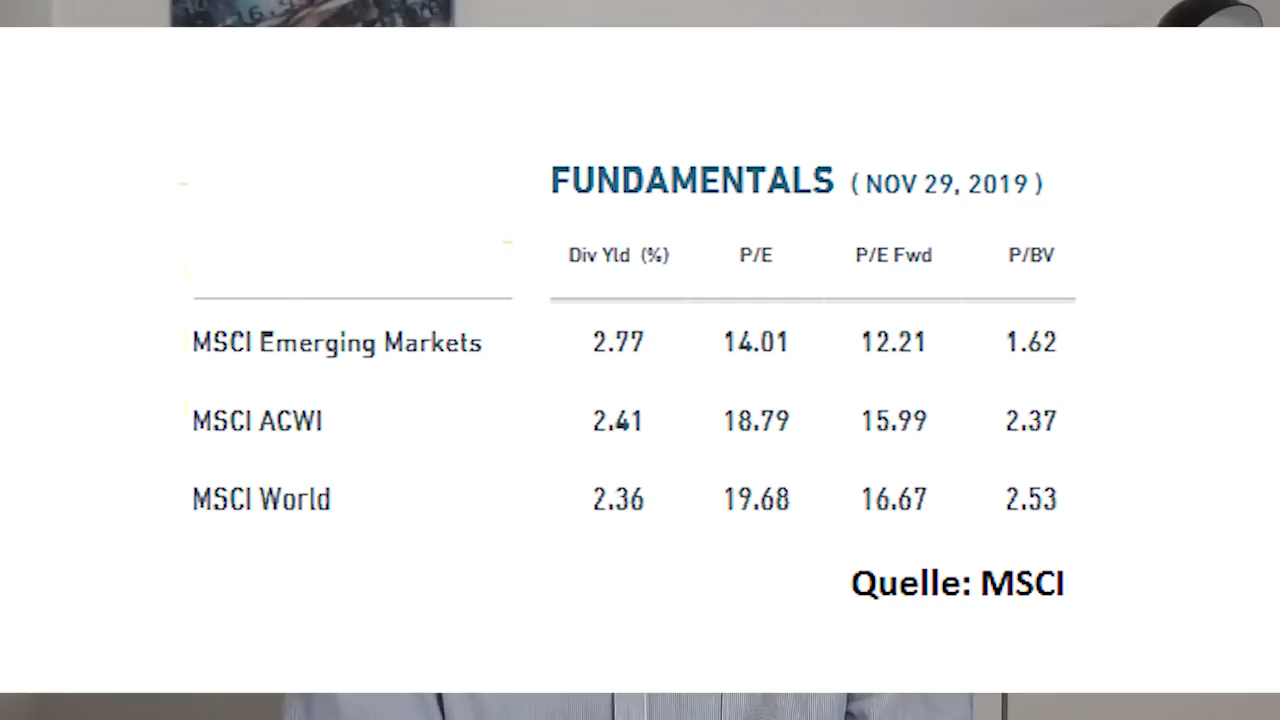 FUNDAMENTALS ( NOV 29, 2019 )
Div Yld (%) P/E P/E Fwd P/BV
MSCI Emerging Markets 2.77 14.01 12.21 1.62
MSCI ACWI 2.41 18.79 15.99 2.37
MSCI World 2.36 19.68 16.67 2.53
Quelle: MSCI